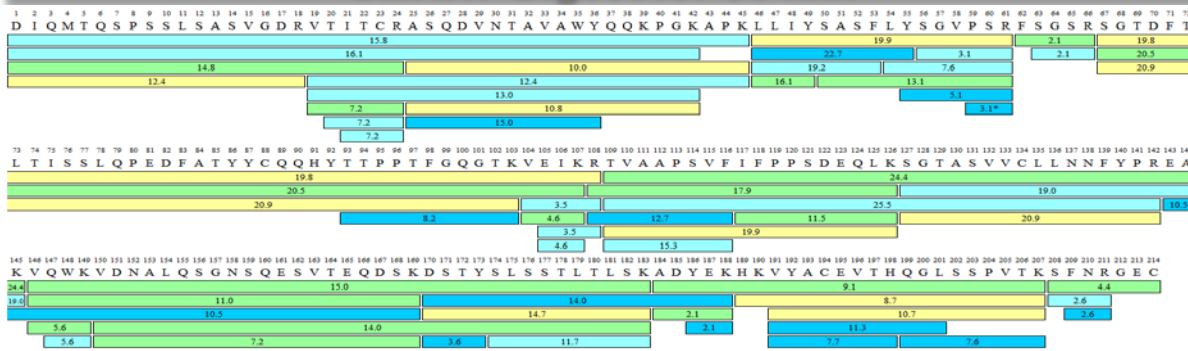 1 2 3 4 5 6 7 8 9 10 11 12 13 14 15 16 17 18 19 20 21 22 23 24 25 26 27 28 29 30 31 32 33 34 35 36 37 38 39 40 41 42 43 44 45 46 47 48 49 50 51 52 53 54 55 56 57 58 59 60 61 62 63 64 65 66 67 68 69 70 71
D I Q M T Q S P S S L S A S V G D R V T I T C R A S Q D V N T A V A W Y Q Q K P G K A P K L L I Y S A S F L Y S G V P S R F S G S R S G T D F T
15.8 19.9 2.1 19.8
16.1 22.7 3.1 2.1 20.5
14.8 10.0 19.2 7.6 20.9
12.4 12.4 16.1 13.1
13.0 5.1
7.2 10.8 3.1*
7.2 15.0
7.2
73 74 75 76 77 78 79 80 81 82 83 84 85 86 87 88 89 90 91 92 93 94 95 96 97 98 99 100 101 102 103 104 105 106 107 108 109 110 111 112 113 114 115 116 117 118 119 120 121 122 123 124 125 126 127 128 129 130 131 132 133 134 135 136 137 138 139 140 141 142 143
L T I S S L Q P E D F A T Y Y C Q Q H Y T T P P T F G Q G T K V E I K R T V A A P S V F I F P P S D E Q L K S G T A S V V C L L N N F Y P R E A
19.8 24.4
20.5 17.9 19.0
20.9 3.5 25.5 10.5
8.2 4.6 12.7 11.5 20.9
3.5 19.9
4.6 15.3
145 146 147 148 149 150 151 152 153 154 155 156 157 158 159 160 161 162 163 164 165 166 167 168 169 170 171 172 173 174 175 176 177 178 179 180 181 182 183 184 185 186 187 188 189 190 191 192 193 194 195 196 197 198 199 200 201 202 203 204 205 206 207 208 209 210 211 212 213 214
K V Q W K V D N A L Q S G N S Q E S V T E Q D S K D S T Y S L S S T L T L S K A D Y E K H K V Y A C E V T H Q G L S S P V T K S F N R G E C
24.4 15.0 9.1 4.4
19.0 11.0 14.0 8.7 2.6
10.5 14.7 10.7 2.6
5.6 14.0 2.1 2.1 11.3
5.6 7.2 3.6 11.7 7.7 7.6